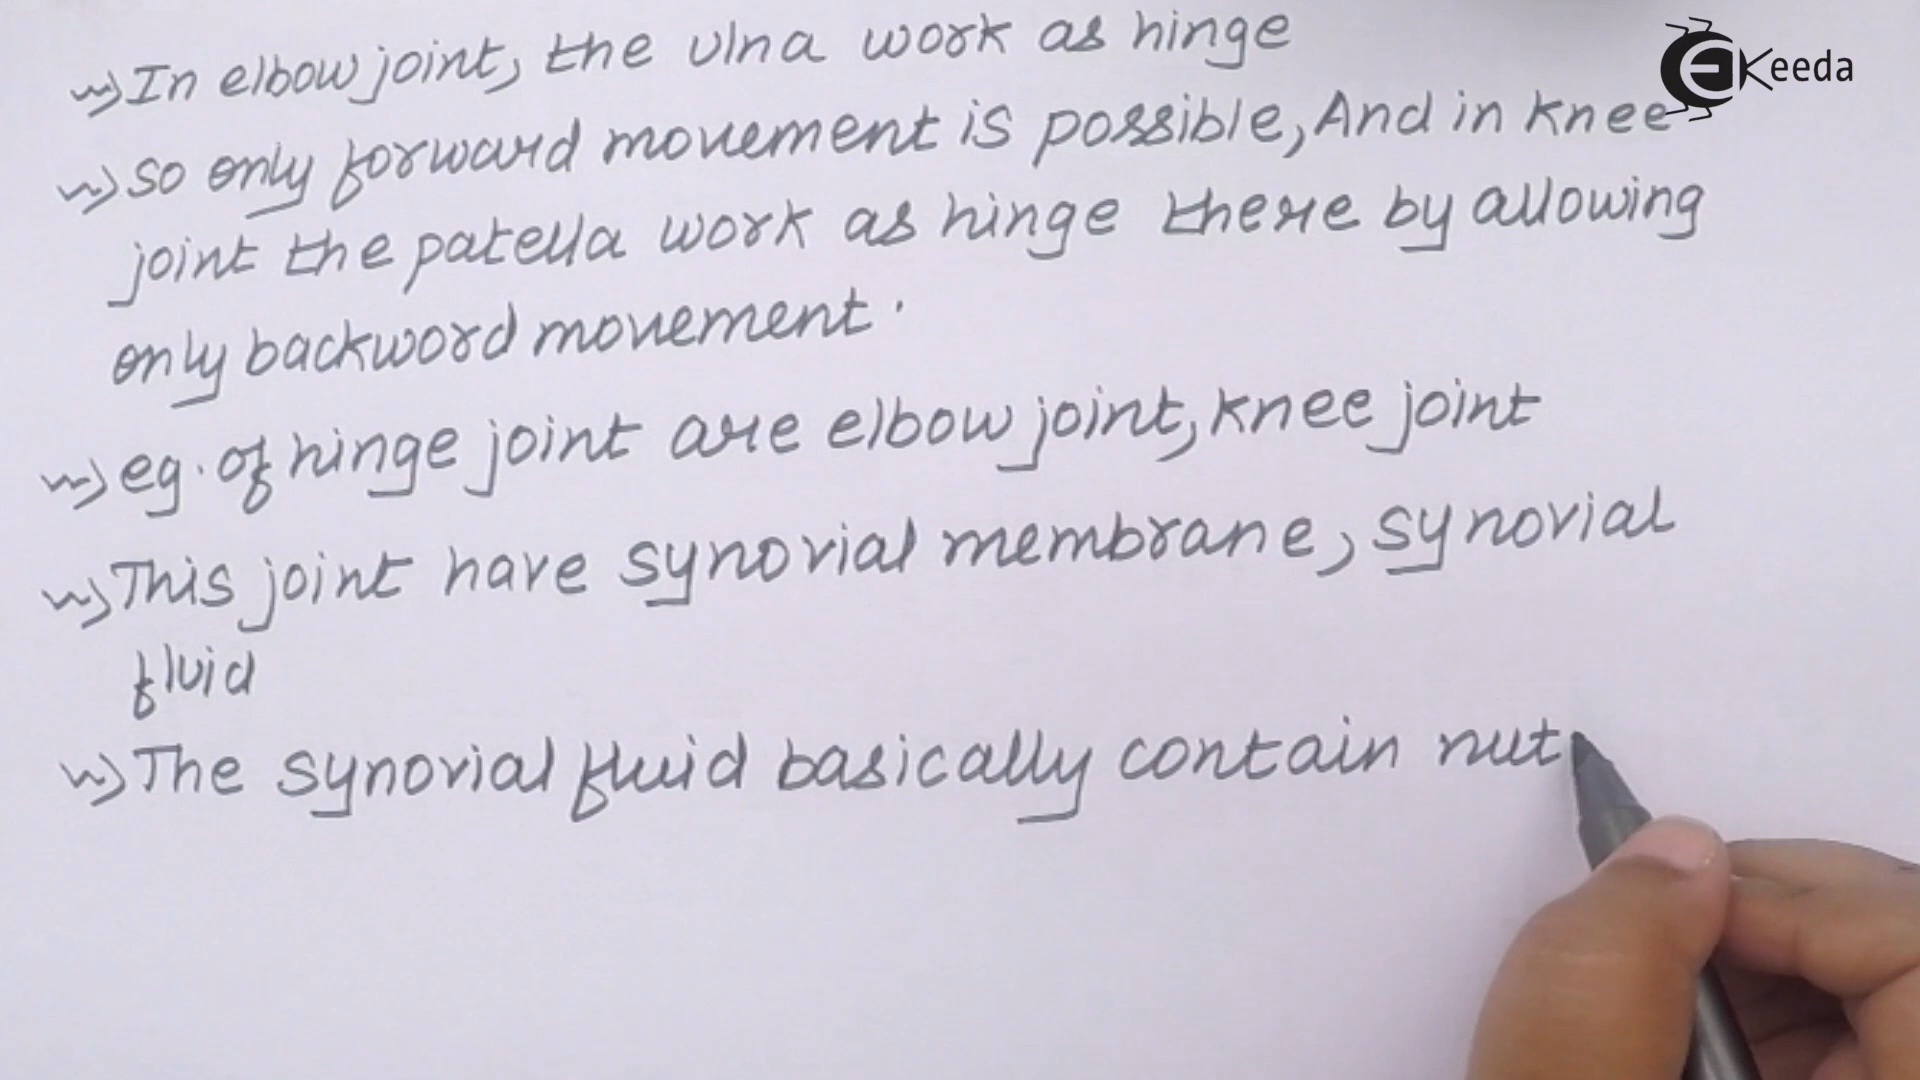 In elbow joint, the ulna work as hinge
Keeda
so only forward movement is possible, And in knee
joint the patella work as hinge there by allowing
only backword movement.
eg. of hinge joint are elbow joint, knee joint
This joint have synovial membrane, synovial
fluid
The synovial fluid basically contain nut